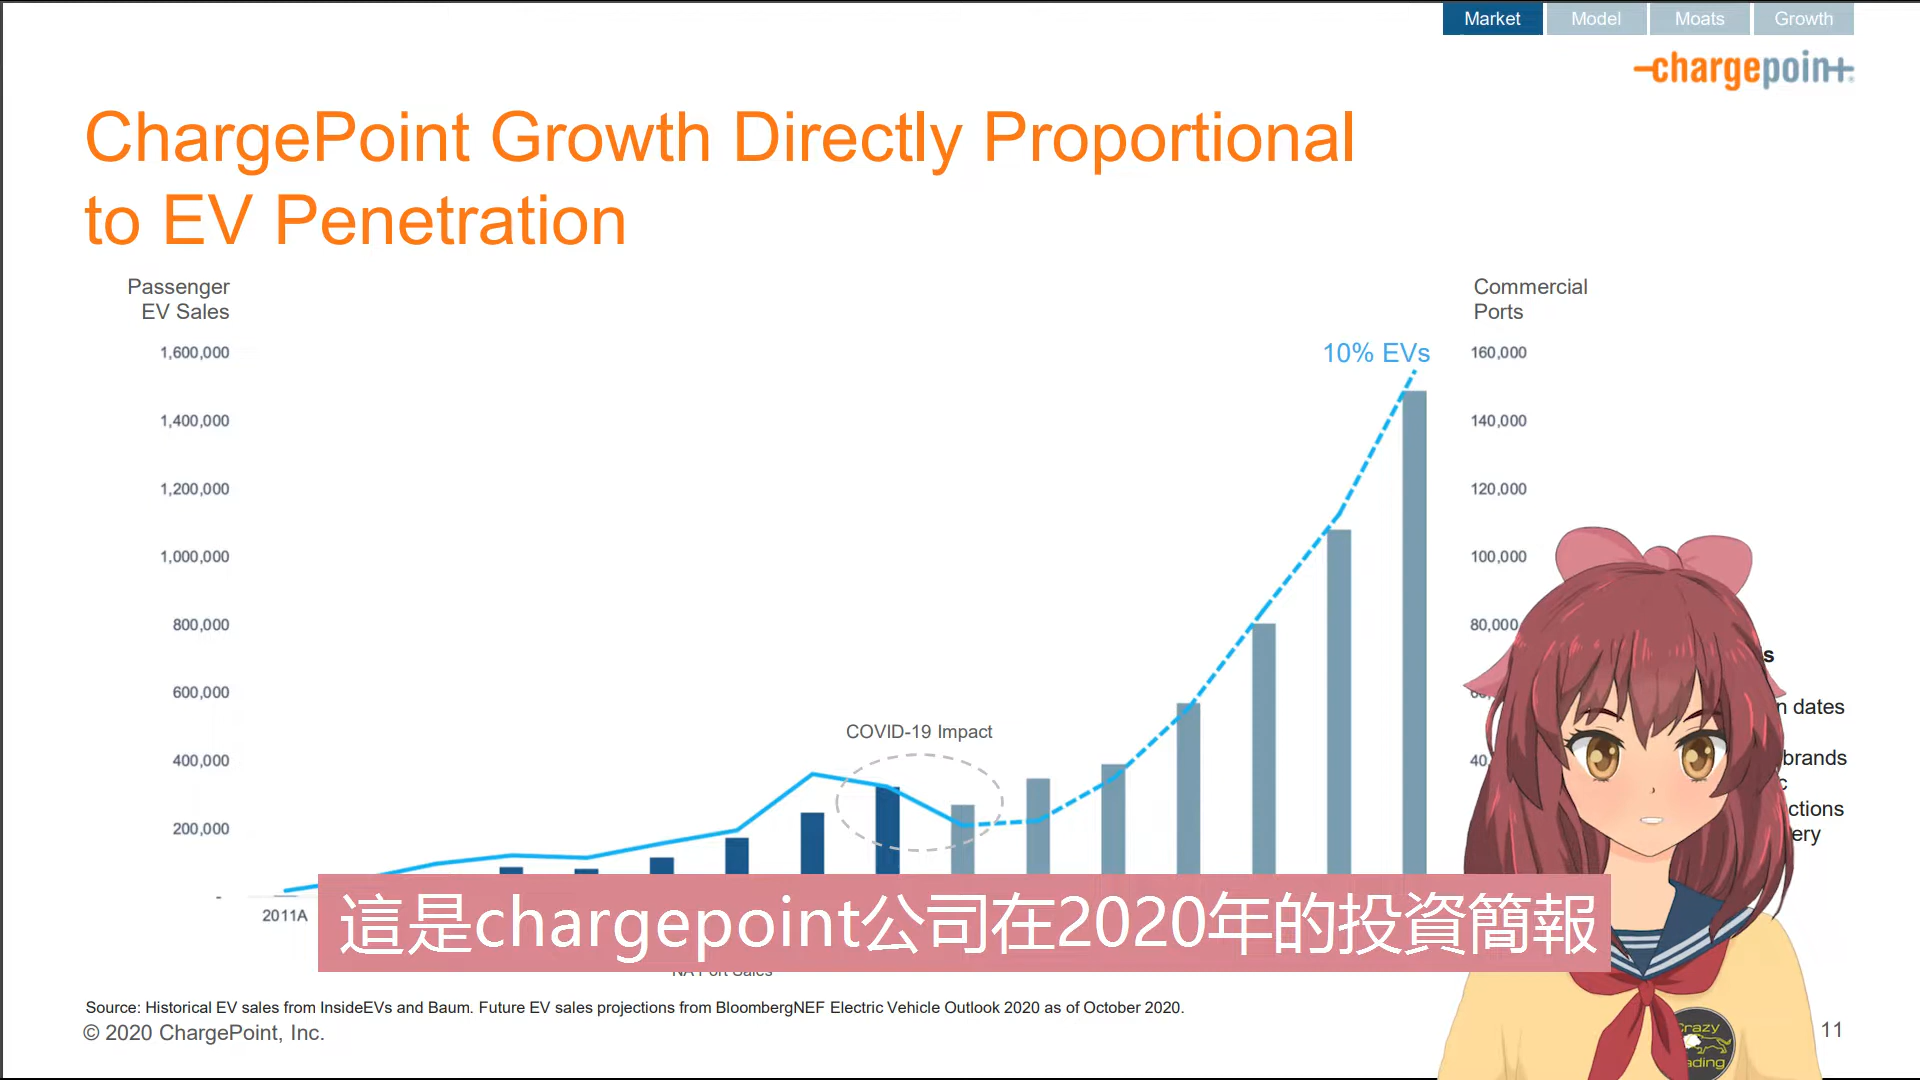 Market Model Moats Growth
chargepoint
ChargePoint Growth Directly Proportional
to EV Penetration
Passenger
EV Sales
Commercial
Ports
1,600,000
1,400,000
1,200,000
1,000,000
800,000
600,000
400,000
200,000
-
10% EVs
160,000
140,000
120,000
100,000
80,000
40,
COVID-19 Impact
dates
brands
2011A
這是chargepoint公司在2020年的投資簡報
NA Port Sales
Source: Historical EV sales from InsideEVs and Baum. Future EV sales projections from BloombergNEF Electric Vehicle Outlook 2020 as of October 2020.
© 2020 ChargePoint, Inc.
11